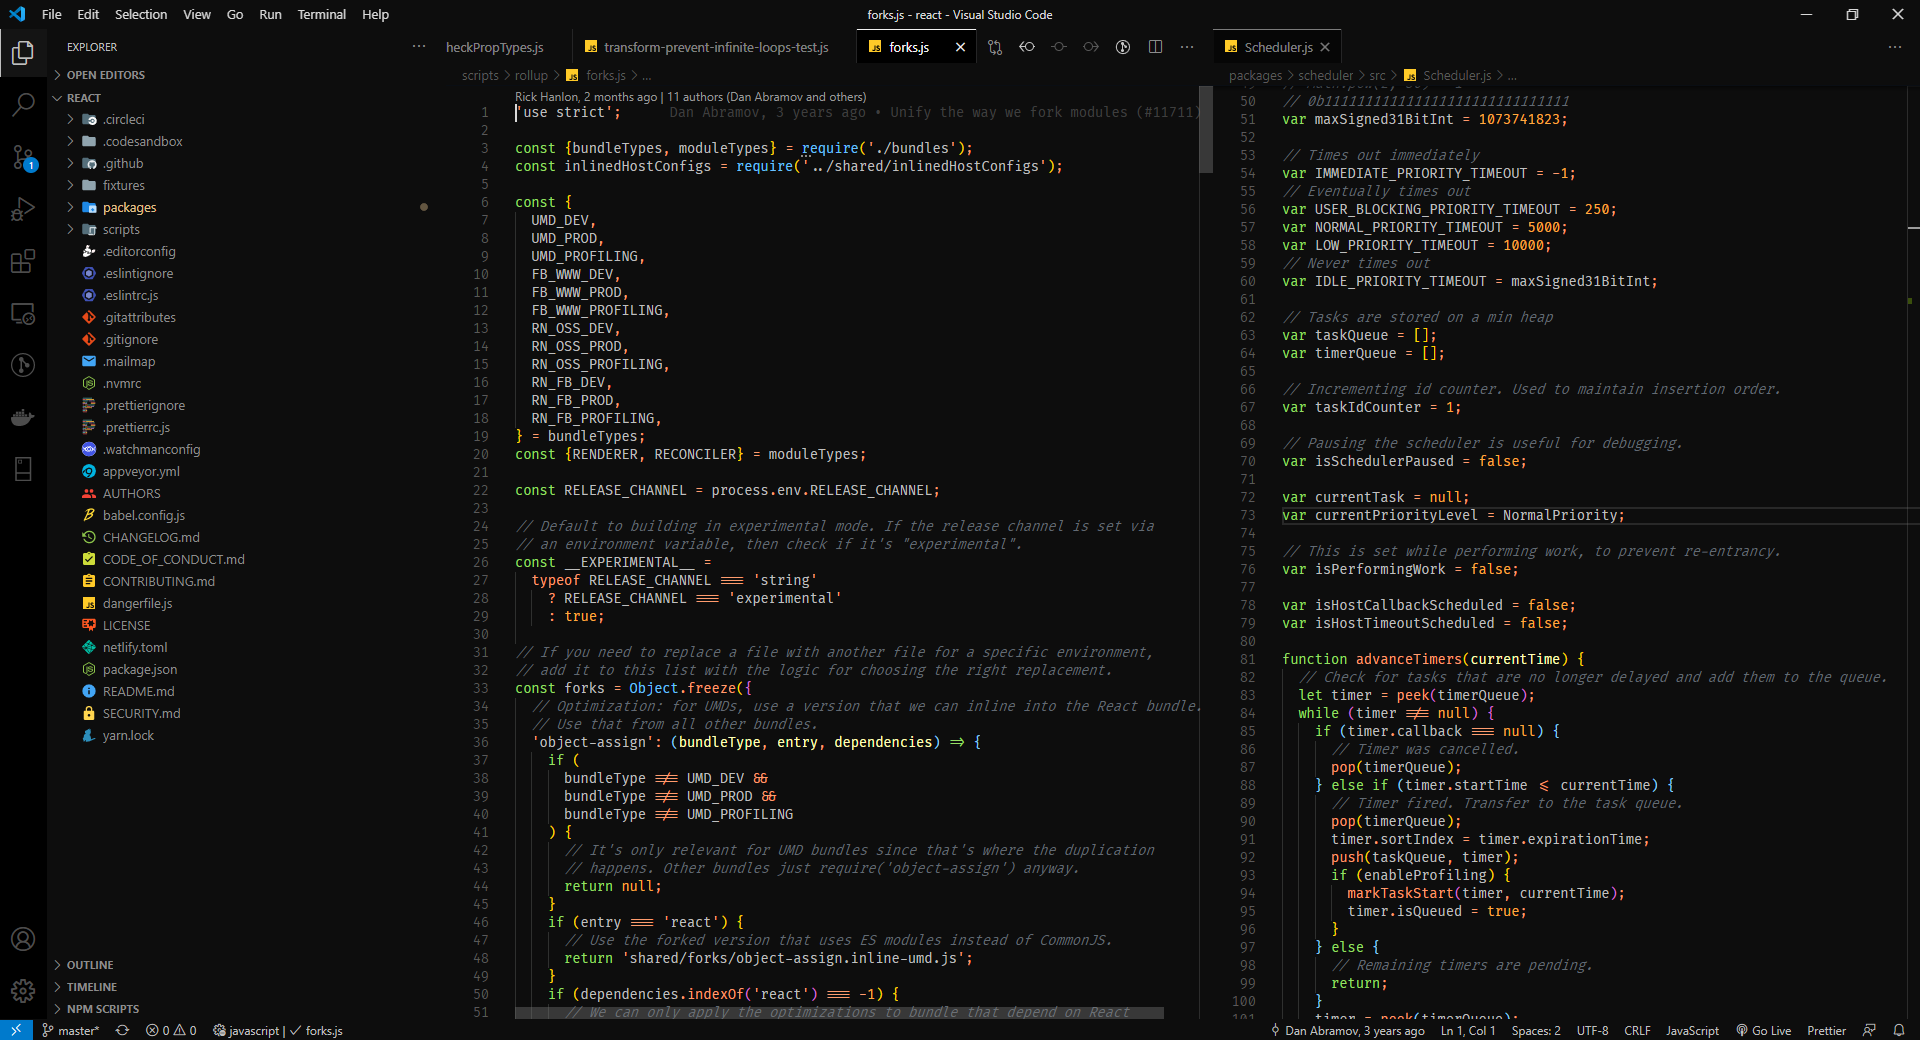 File Edit Selection View Go Run Terminal Help
forks.js - react - Visual Studio Code
EXPLORER
OPEN EDITORS
REACT
.circleci
.codesandbox
.github
fixtures
packages
scripts
.editorconfig
.eslintignore
.eslintrc.js
.gitattributes
.gitignore
.mailmap
.nvmrc
.prettierignore
.prettierrc.js
.watchmanconfig
appveyor.yml
AUTHORS
babel.config.js
CHANGELOG.md
CODE_OF_CONDUCT.md
CONTRIBUTING.md
dangerfile.js
LICENSE
netlify.toml
package.json
README.md
SECURITY.md
yarn.lock
OUTLINE
TIMELINE
NPM SCRIPTS
heckPropTypes.js
transform-prevent-infinite-loops-test.js
forks.js
scripts > rollup > forks.js > ...
Rick Hanlon, 2 months ago | 11 authors (Dan Abramov and others)
1 'use strict'; Dan Abramov, 3 years ago • Unify the way we fork modules (#11711)
2
3 const {bundleTypes, moduleTypes} = require('./bundles');
4 const inlinedHostConfigs = require('../shared/inlinedHostConfigs');
5
6 const {
7 UMD_DEV,
8 UMD_PROD,
9 UMD_PROFILING,
10 FB_WWW_DEV,
11 FB_WWW_PROD,
12 FB_WWW_PROFILING,
13 RN_OSS_DEV,
14 RN_OSS_PROD,
15 RN_OSS_PROFILING,
16 RN_FB_DEV,
17 RN_FB_PROD,
18 RN_FB_PROFILING,
19 } = bundleTypes;
20 const {RENDERER, RECONCILER} = moduleTypes;
21
22 const RELEASE_CHANNEL = process.env.RELEASE_CHANNEL;
23
24 // Default to building in experimental mode. If the release channel is set via
25 // an environment variable, then check if it's "experimental".
26 const __EXPERIMENTAL__ =
27 typeof RELEASE_CHANNEL === 'string'
28 ? RELEASE_CHANNEL === 'experimental'
29 : true;
30
31 // If you need to replace a file with another file for a specific environment,
32 // add it to this list with the logic for choosing the right replacement.
33 const forks = Object.freeze({
34 // Optimization: for UMDs, use a version that we can inline into the React bundle.
35 // Use that from all other bundles.
36 'object-assign': (bundleType, entry, dependencies) => {
37 if (
38 bundleType !== UMD_DEV &&
39 bundleType !== UMD_PROD &&
40 bundleType !== UMD_PROFILING
41 ) {
42 // It's only relevant for UMD bundles since that's where the duplication
43 // happens. Other bundles just require('object-assign') anyway.
44 return null;
45 }
46 if (entry === 'react') {
47 // Use the forked version that uses ES modules instead of CommonJS.
48 return 'shared/forks/object-assign.inline-umd.js';
49 }
50 if (dependencies.indexOf('react') === -1) {
51 // We can only apply the optimizations to bundle that depend on React
Scheduler.js
packages > scheduler > src > Scheduler.js > ...
50 // 0b111111111111111111111111111111
51 var maxSigned31BitInt = 1073741823;
52
53 // Times out immediately
54 var IMMEDIATE_PRIORITY_TIMEOUT = -1;
55 // Eventually times out
56 var USER_BLOCKING_PRIORITY_TIMEOUT = 250;
57 var NORMAL_PRIORITY_TIMEOUT = 5000;
58 var LOW_PRIORITY_TIMEOUT = 10000;
59 // Never times out
60 var IDLE_PRIORITY_TIMEOUT = maxSigned31BitInt;
61
62 // Tasks are stored on a min heap
63 var taskQueue = [];
64 var timerQueue = [];
65
66 // Incrementing id counter. Used to maintain insertion order.
67 var taskIdCounter = 1;
68
69 // Pausing the scheduler is useful for debugging.
70 var isSchedulerPaused = false;
71
72 var currentTask = null;
73 var currentPriorityLevel = NormalPriority;
74
75 // This is set while performing work, to prevent re-entrancy.
76 var isPerformingWork = false;
77
78 var isHostCallbackScheduled = false;
79 var isHostTimeoutScheduled = false;
80
81 function advanceTimers(currentTime) {
82 // Check for tasks that are no longer delayed and add them to the queue.
83 let timer = peek(timerQueue);
84 while (timer !== null) {
85 if (timer.callback === null) {
86 // Timer was cancelled.
87 pop(timerQueue);
88 } else if (timer.startTime <= currentTime) {
89 // Timer fired. Transfer to the task queue.
90 pop(timerQueue);
91 timer.sortIndex = timer.expirationTime;
92 push(taskQueue, timer);
93 if (enableProfiling) {
94 markTaskStart(timer, currentTime);
95 timer.isQueued = true;
96 }
97 } else {
98 // Remaining timers are pending.
99 return;
100 }
101 timer = peek(timerQueue);
master* 0 0 javascript | ✓ forks.js
Dan Abramov, 3 years ago Ln 1, Col 1 Spaces: 2 UTF-8 CRLF JavaScript Go Live Prettier
1